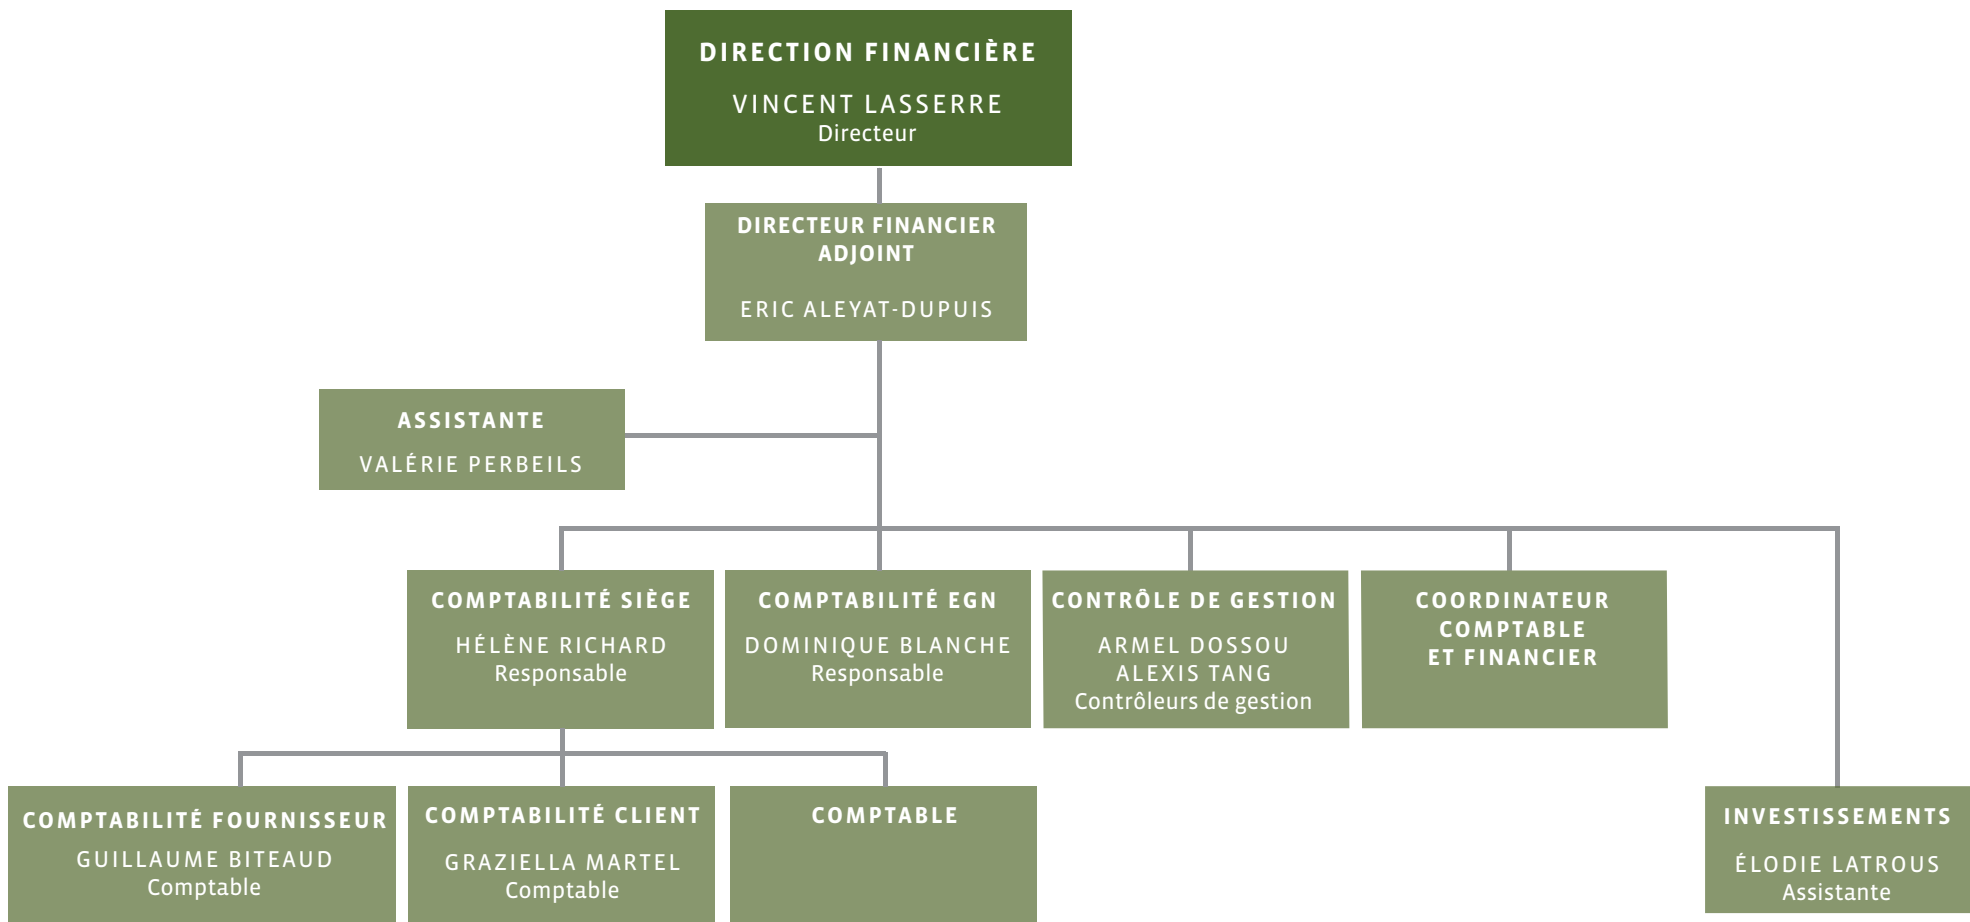 DIRECTION FINANCIÈRE
VINCENT LASSERRE
Directeur
DIRECTEUR FINANCIER
ADJOINT
ERIC ALEYAT-DUPUIS
ASSISTANTE
VALÉRIE PERBEILS
COMPTABILITÉ SIÈGE
HÉLÈNE RICHARD
Responsable
COMPTABILITÉ EGN
DOMINIQUE BLANCHE
Responsable
CONTRÔLE DE GESTION
ARMEL DOSSOU
ALEXIS TANG
Contrôleurs de gestion
COORDINATEUR
COMPTABLE
ET FINANCIER
COMPTABILITÉ FOURNISSEUR
GUILLAUME BITEAUD
Comptable
COMPTABILITÉ CLIENT
GRAZIELLA MARTEL
Comptable
COMPTABLE
INVESTISSEMENTS
ÉLODIE LATROUS
Assistante